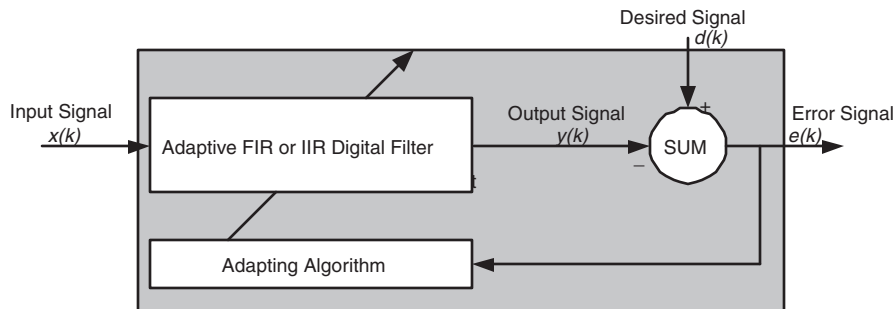 Desired Signal
d(k)
Input Signal
x(k)
Adaptive FIR or IIR Digital Filter
Output Signal
y(k)
+
SUM
−
Error Signal
e(k)
t
Adapting Algorithm